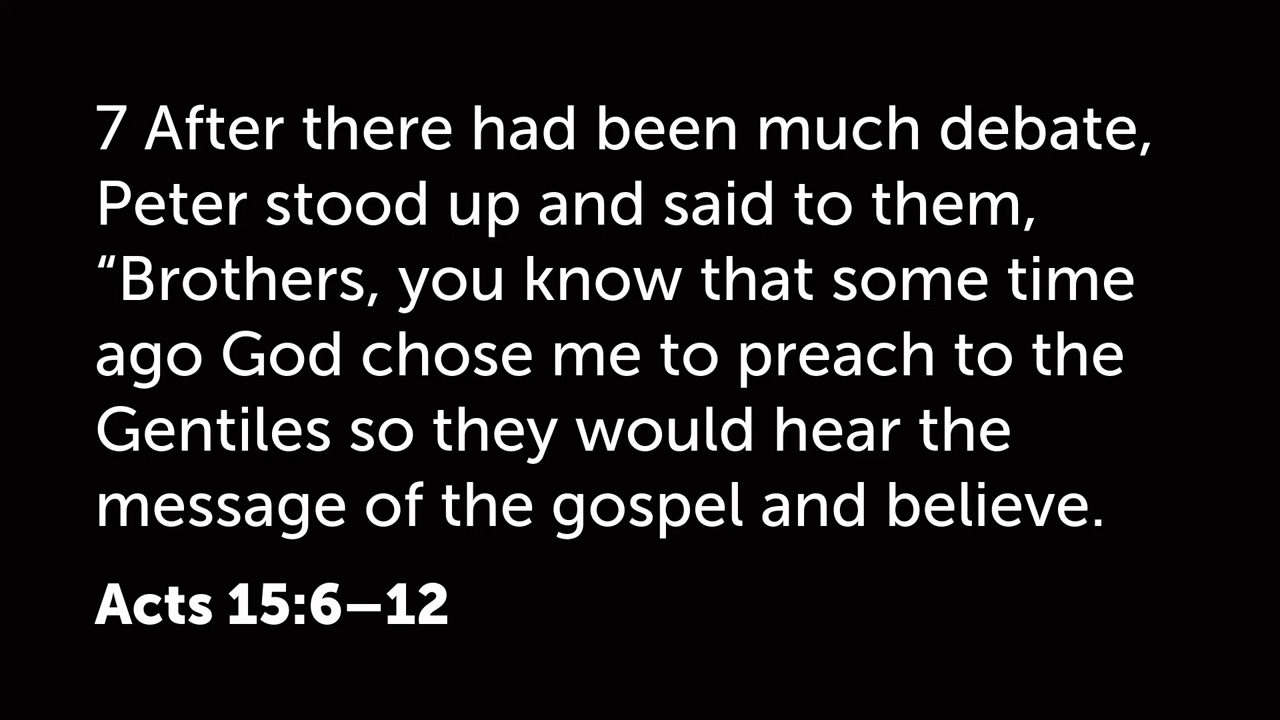 7 After there had been much debate,
Peter stood up and said to them,
“Brothers, you know that some time
ago God chose me to preach to the
Gentiles so they would hear the
message of the gospel and believe.
Acts 15:6–12